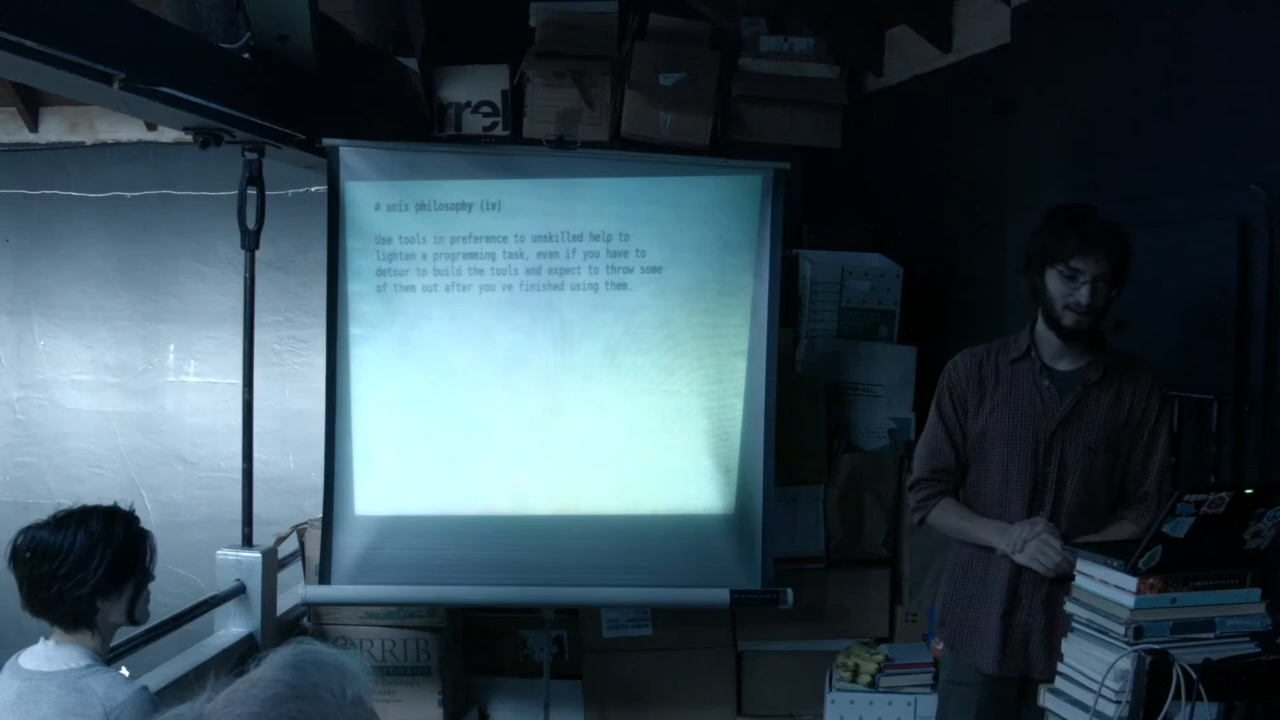 rrel
# unix philosophy (iv)
Use tools in preference to unskilled help to
lighten a programming task, even if you have to
detour to build the tools and expect to throw some
of them out after you've finished using them.
RRIB